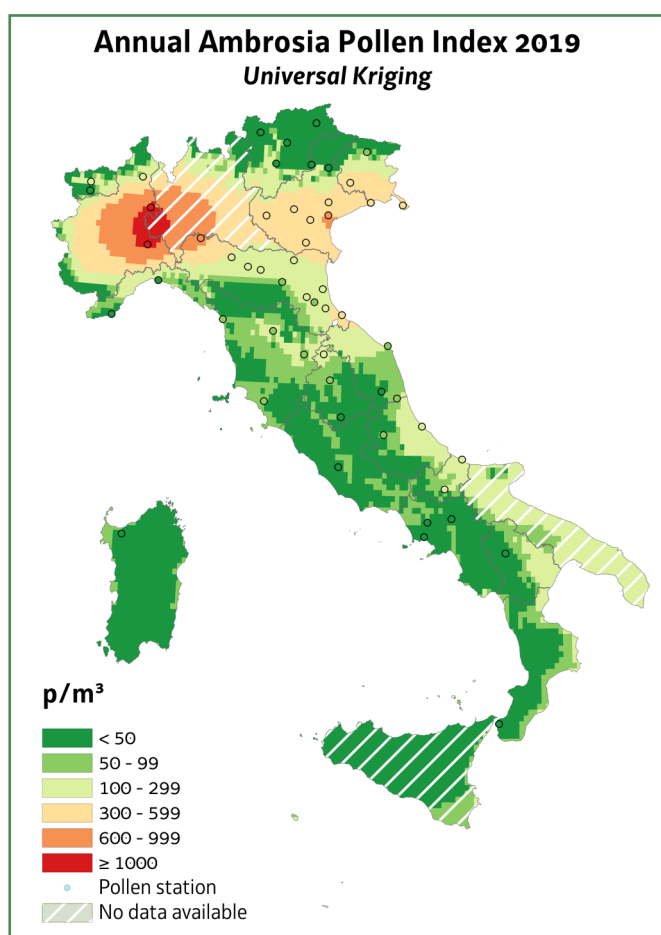 Annual Ambrosia Pollen Index 2019
Universal Kriging
p/m³
< 50
50 - 99
100 - 299
300 - 599
600 - 999
≥ 1000
Pollen station
No data available